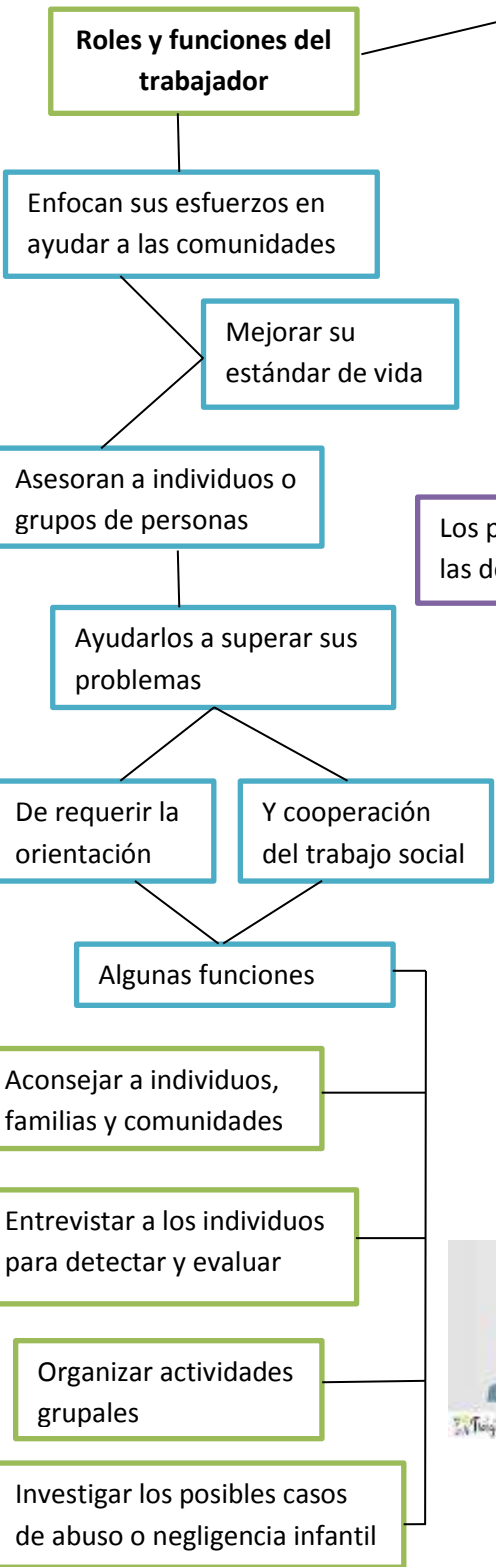 Roles y funciones del
trabajador
Enfocan sus esfuerzos en
ayudar a las comunidades
Mejorar su
estándar de vida
Asesoran a individuos o
grupos de personas
Los
las
Ayudarlos a superar sus
problemas
De requerir la
orientación
Y cooperación
del trabajo social
Algunas funciones
Aconsejar a individuos,
familias y comunidades
Entrevistar a los individuos
para detectar y evaluar
Organizar actividades
grupales
Investigar los posibles casos
de abuso o negligencia infantil